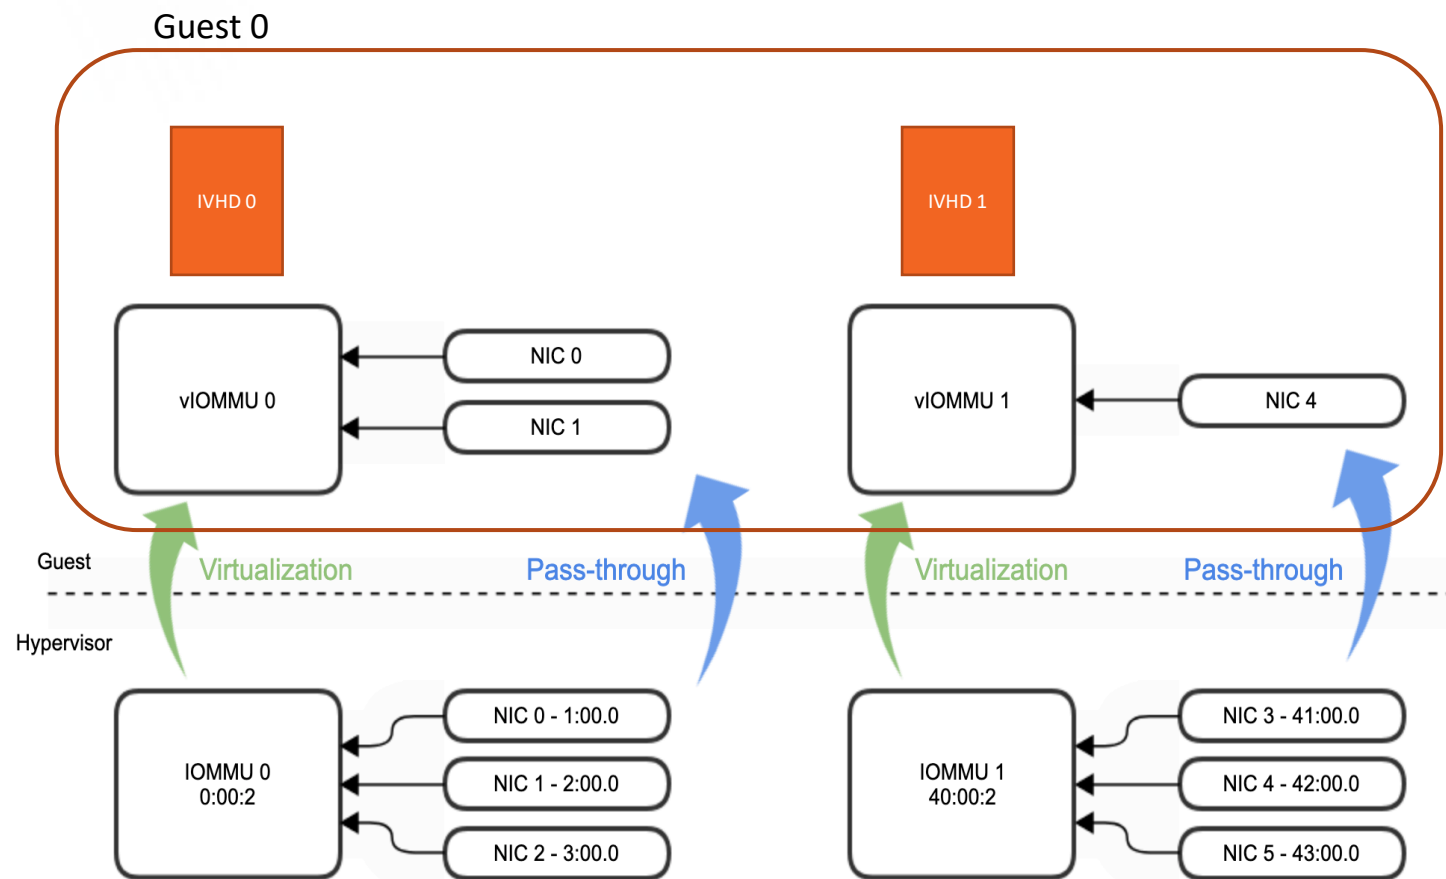 Guest 0
IVHD 0
IVHD 1
vIOMMU 0
NIC 0
NIC 1
vIOMMU 1
NIC 4
Guest
Virtualization
Pass-through
Virtualization
Pass-through
Hypervisor
IOMMU 0
0:00:2
NIC 0 - 1:00.0
NIC 1 - 2:00.0
NIC 2 - 3:00.0
IOMMU 1
40:00:2
NIC 3 - 41:00.0
NIC 4 - 42:00.0
NIC 5 - 43:00.0